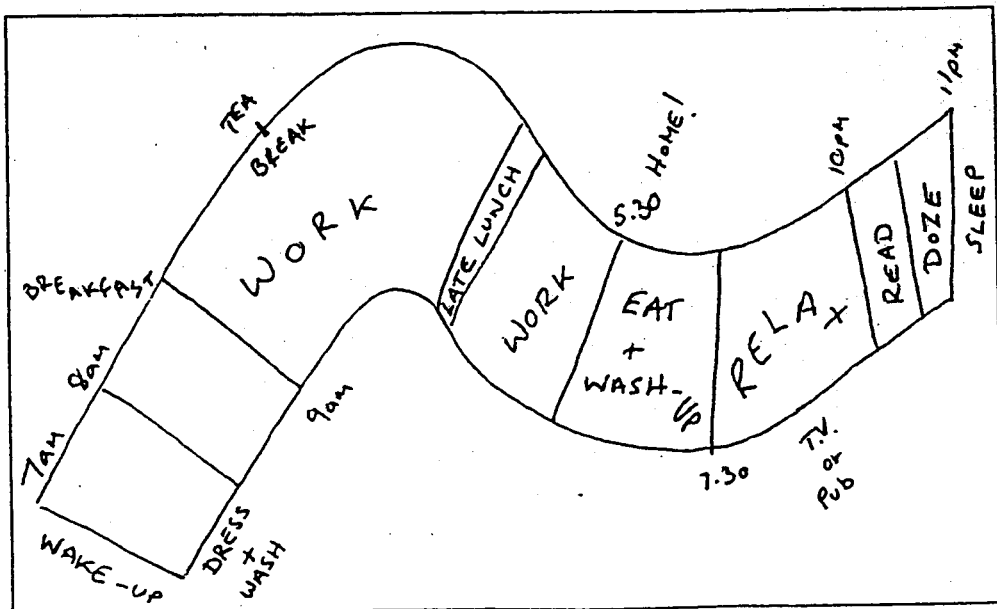 WAKE-UP
7am
DRESS
+
WASH
8am
BREAKFAST
9am
TEA
BREAK
WORK
LATE LUNCH
WORK
5.30 HOME!
EAT
+
WASH-UP
7.30
RELAX
T.V.
or
Pub
10PM
READ
DOZE
11PM
SLEEP